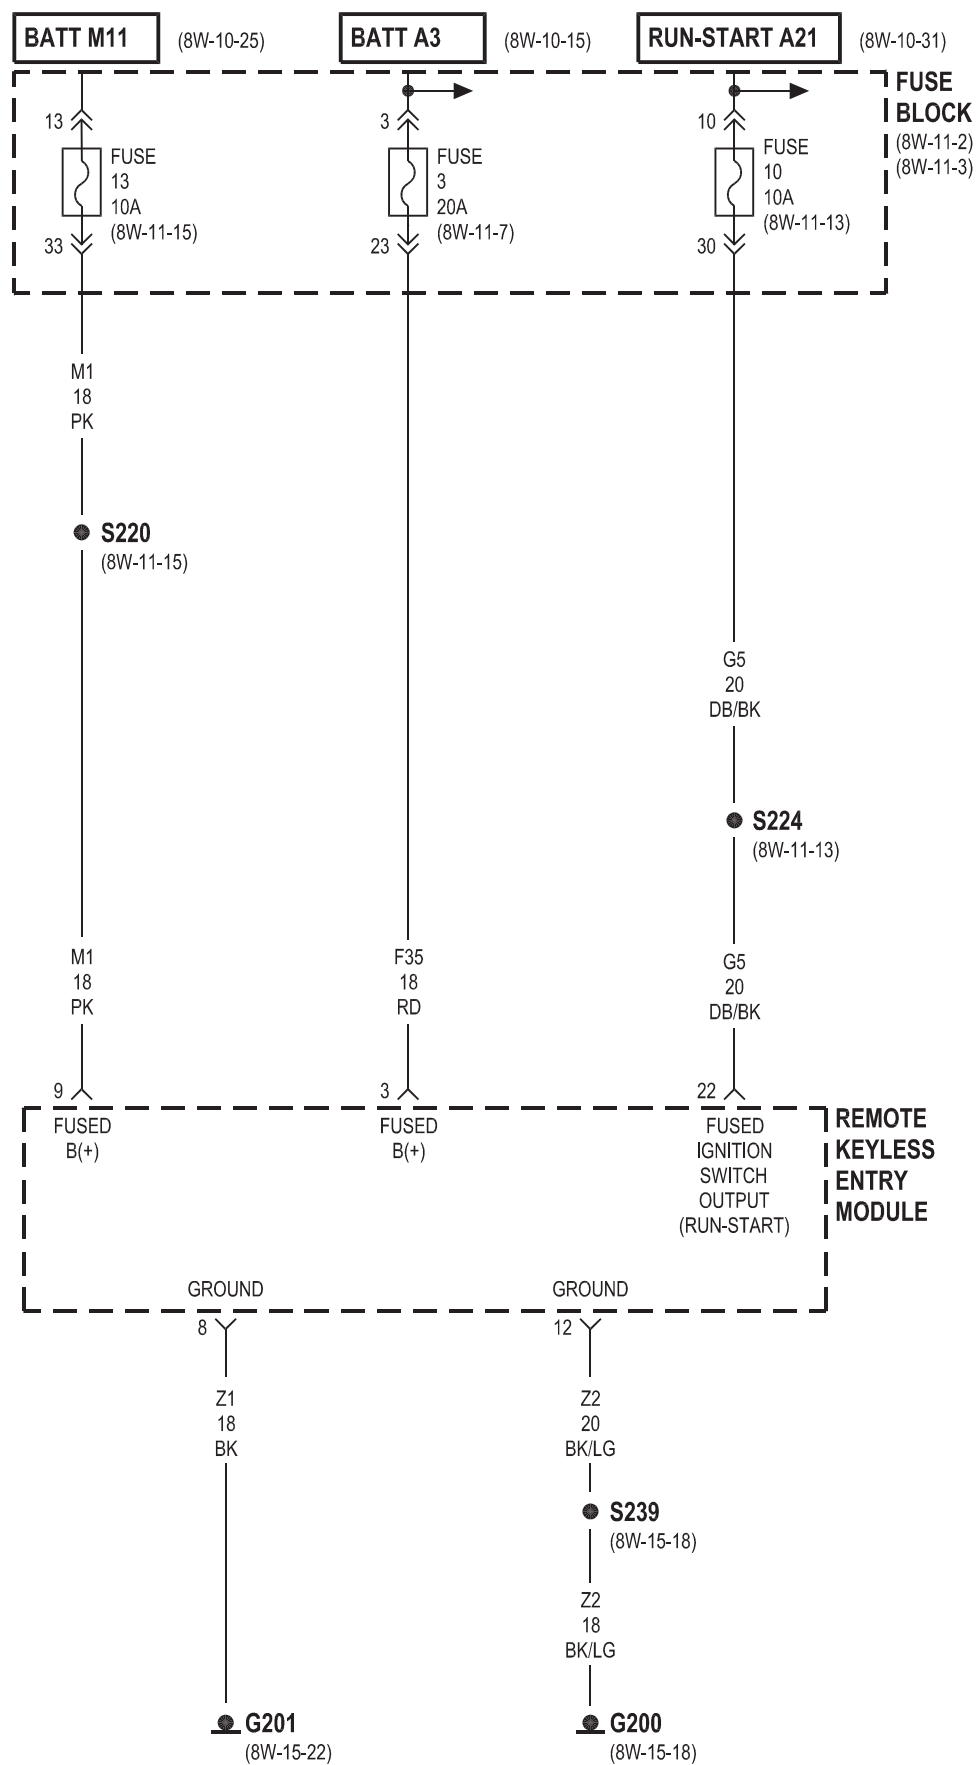 BATT M11 (8W-10-25) BATT A3 (8W-10-15) RUN-START A21 (8W-10-31)
FUSE
BLOCK
(8W-11-2)
(8W-11-3)
13
FUSE
13
10A
(8W-11-15)
33
3
FUSE
3
20A
(8W-11-7)
23
10
FUSE
10
10A
(8W-11-13)
30
M1
18
PK
S220
(8W-11-15)
G5
20
DB/BK
S224
(8W-11-13)
M1
18
PK
F35
18
RD
G5
20
DB/BK
9
3
22
FUSED
B(+)
FUSED
B(+)
FUSED
IGNITION
SWITCH
OUTPUT
(RUN-START)
REMOTE
KEYLESS
ENTRY
MODULE
GROUND
GROUND
8
12
Z1
18
BK
Z2
20
BK/LG
S239
(8W-15-18)
Z2
18
BK/LG
G201
(8W-15-22)
G200
(8W-15-18)